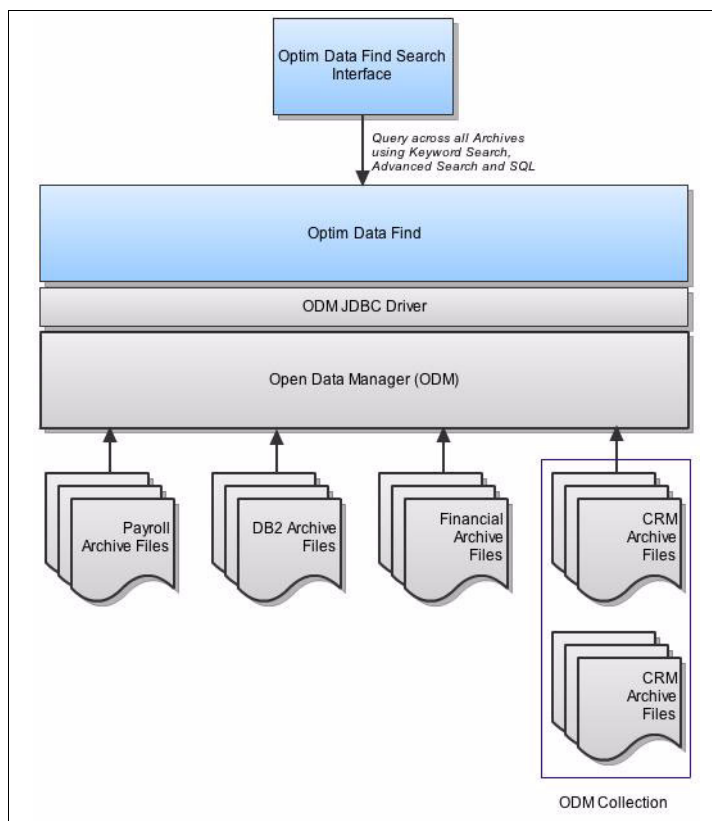 Optim Data Find Search
Interface
Query across all Archives
using Keyword Search,
Advanced Search and SQL
Optim Data Find
ODM JDBC Driver
Open Data Manager (ODM)
Payroll
Archive Files
DB2 Archive
Files
Financial
Archive
Files
CRM
Archive
Files
CRM
Archive
Files
ODM Collection